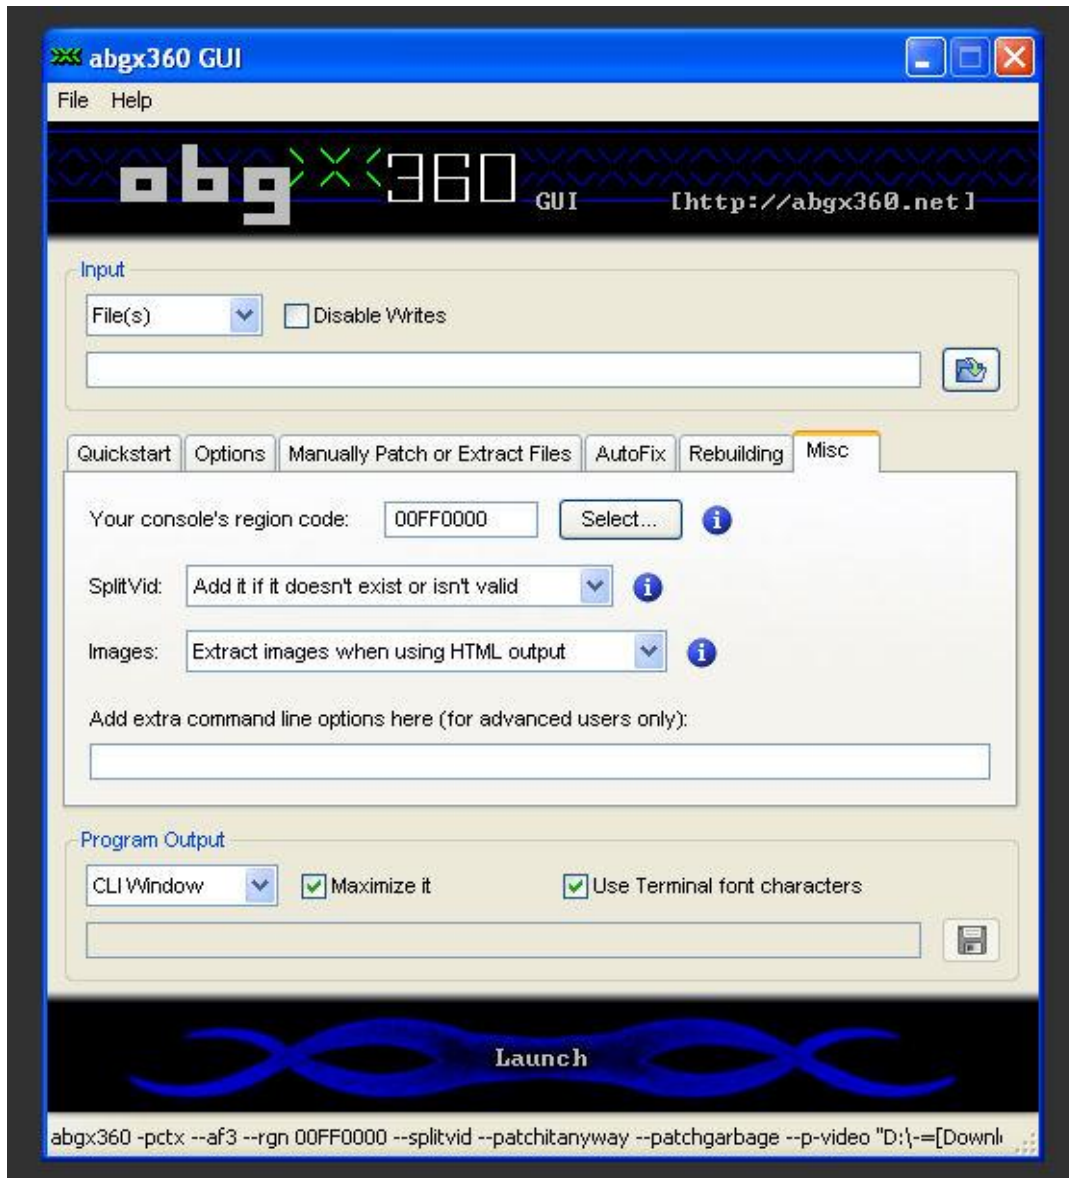 abgx360 GUI
File Help
abgx360 GUI [http://abgx360.net]
Input
File(s) Disable Writes
Quickstart Options Manually Patch or Extract Files AutoFix Rebuilding Misc
Your console's region code: 00FF0000 Select...
SplitVid: Add it if it doesn't exist or isn't valid
Images: Extract images when using HTML output
Add extra command line options here (for advanced users only):
Program Output
CLI Window Maximize it Use Terminal font characters
Launch
abgx360 -pctx --af3 --rgn 00FF0000 --splitvid --patchitanyway --patchgarbage --p-video "D:\-=[Downl